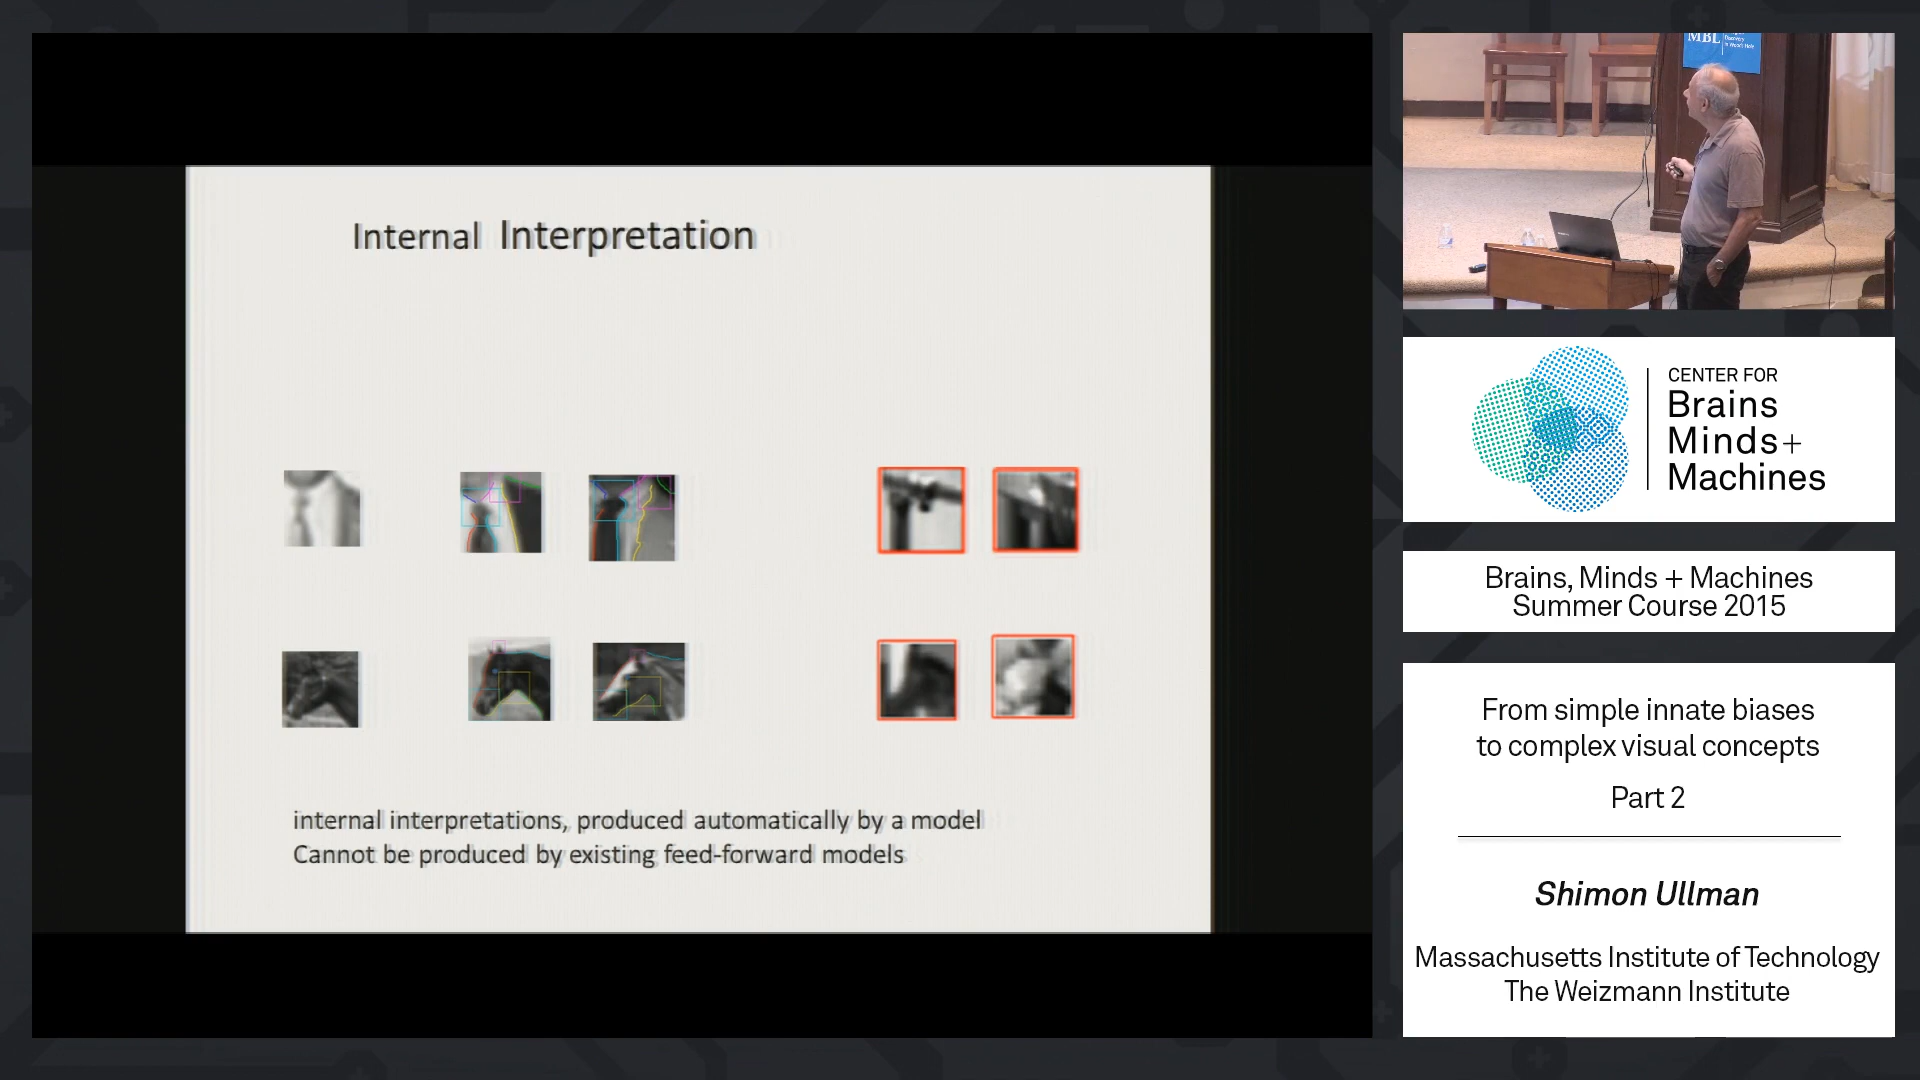 Internal Interpretation
internal interpretations, produced automatically by a model
Cannot be produced by existing feed-forward models
MBL
CENTER FOR
Brains
Minds+
Machines
Brains, Minds + Machines
Summer Course 2015
From simple innate biases
to complex visual concepts
Part 2
Shimon Ullman
Massachusetts Institute of Technology
The Weizmann Institute